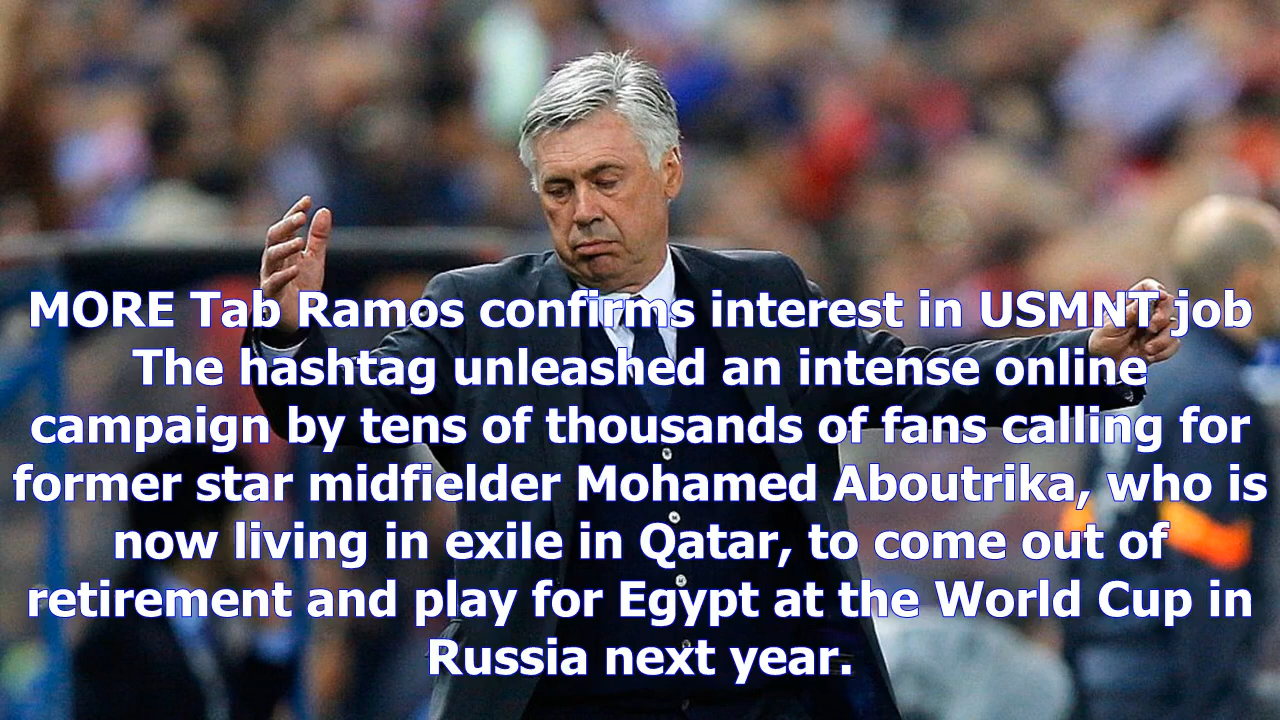 MORE Tab Ramos confirms interest in USMNT job
The hashtag unleashed an intense online
campaign by tens of thousands of fans calling for
former star midfielder Mohamed Aboutrika, who is
now living in exile in Qatar, to come out of
retirement and play for Egypt at the World Cup in
Russia next year.